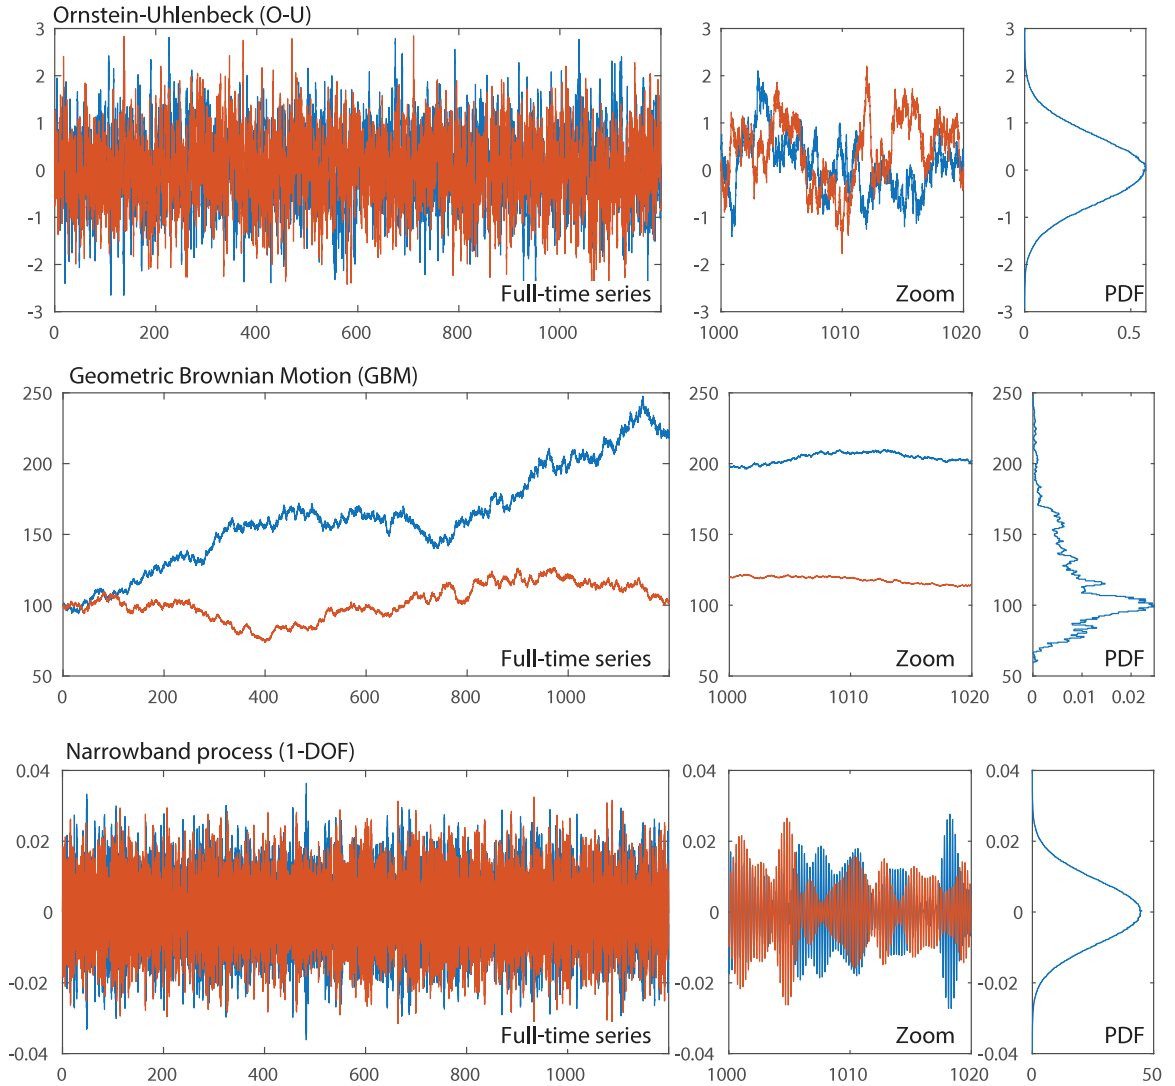 Ornstein-Uhlenbeck (O-U)
3
2
1
0
-1
-2
-3
Full-time series
0 200 400 600 800 1000
3
2
1
0
-1
-2
-3
Zoom
1000 1010 1020
3
2
1
0
-1
-2
-3
PDF
0 0.5
Geometric Brownian Motion (GBM)
250
200
150
100
50
Full-time series
0 200 400 600 800 1000
250
200
150
100
50
Zoom
1000 1010 1020
250
200
150
100
50
PDF
0 0.01 0.02
Narrowband process (1-DOF)
0.04
0.02
0
-0.02
-0.04
Full-time series
0 200 400 600 800 1000
0.04
0.02
0
-0.02
-0.04
Zoom
1000 1010 1020
0.04
0.02
0
-0.02
-0.04
PDF
0 50